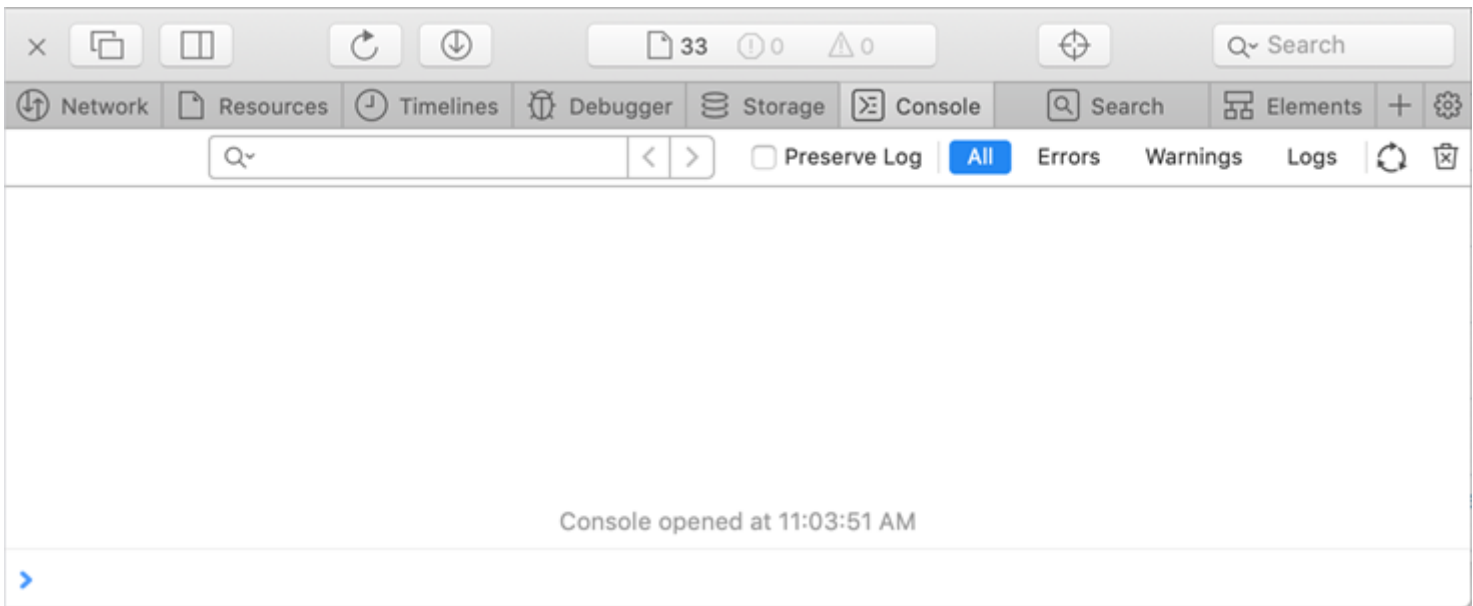 33 0 0 Search
Network Resources Timelines Debugger Storage Console Search Elements
Preserve Log All Errors Warnings Logs
Console opened at 11:03:51 AM